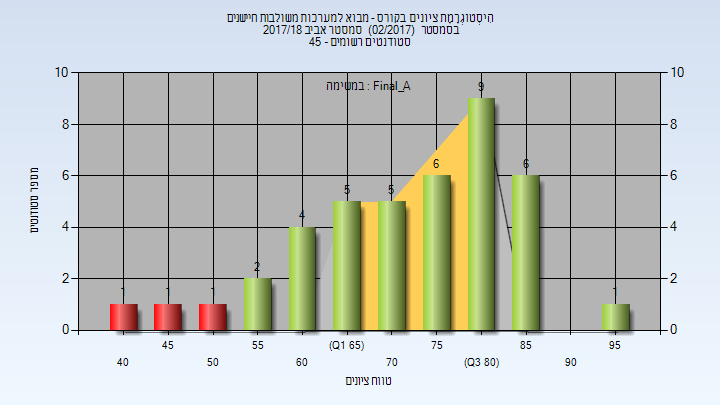 היסטוגרמת ציונים בקורס - מבוא למערכות משולבות חיישנים
בסמסטר (02/2017) סמסטר אביב 2017/18
סטודנטים רשומים - 45
במשימה : Final_A
מספר סטודנטים
10 10
8 8
6 6
4 4
2 2
0 0
1 1 1 2 4 5 5 6 9 6 1
40 45 50 55 60 (Q1 65) 70 75 (Q3 80) 85 90 95
טווח ציונים